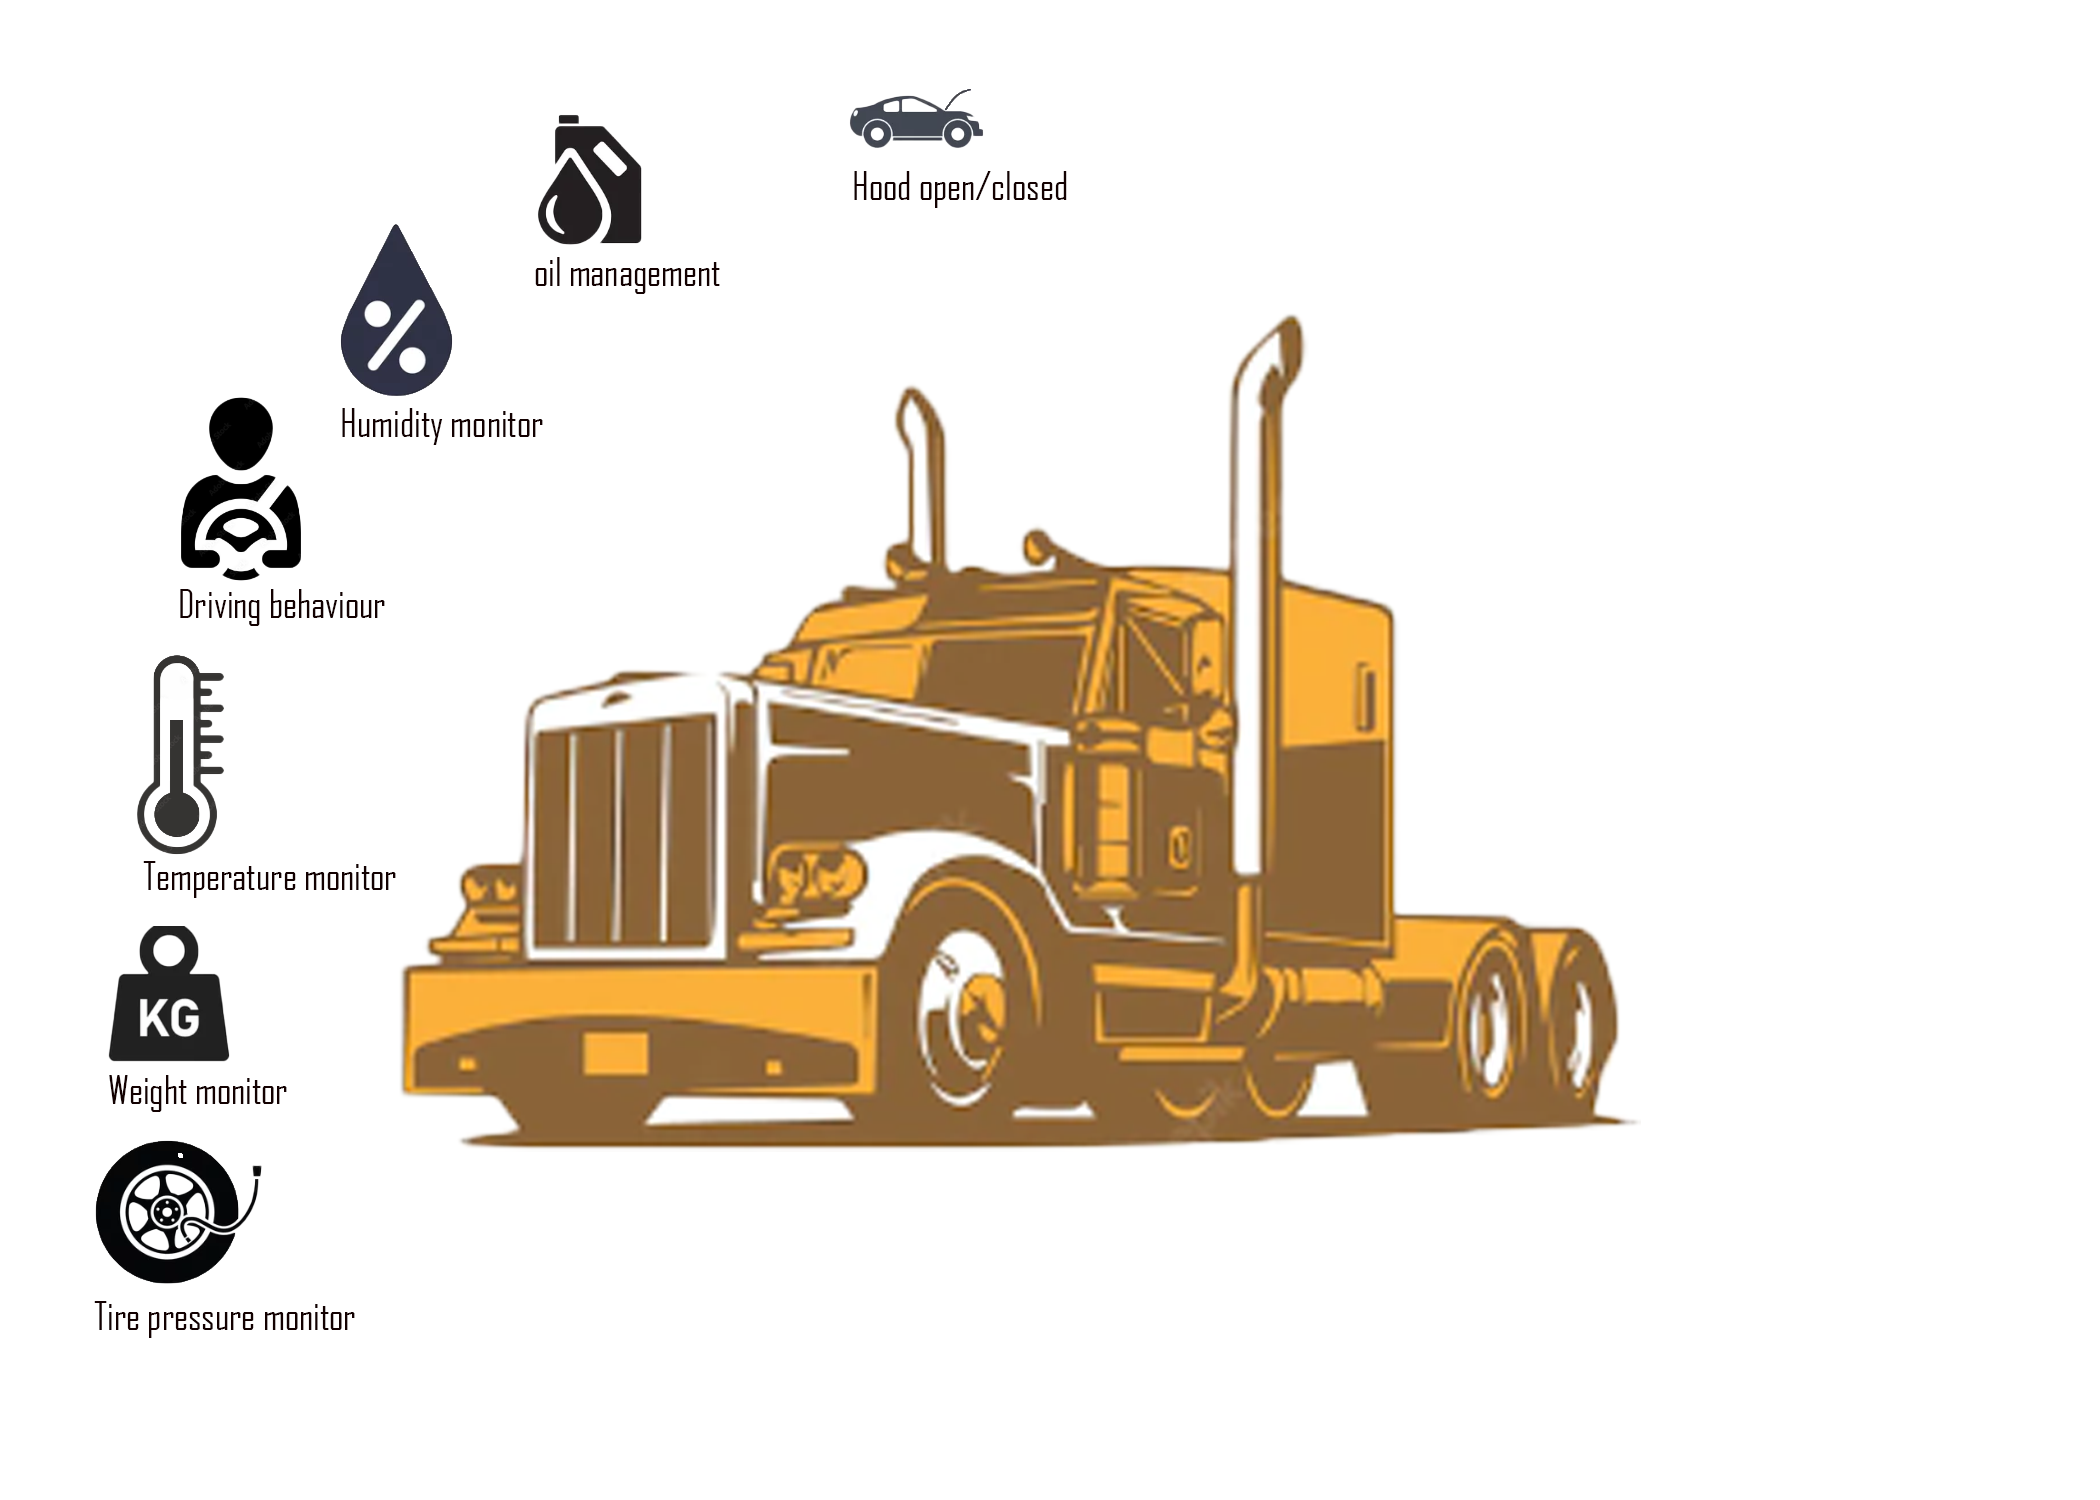 Hood open/closed
oil management
Humidity monitor
Driving behaviour
Temperature monitor
KG
Weight monitor
Tire pressure monitor